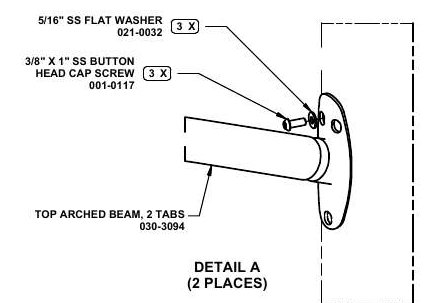 5/16" SS FLAT WASHER
021-0032
3 X
3/8" X 1" SS BUTTON
HEAD CAP SCREW
001-0117
3 X
TOP ARCHED BEAM, 2 TABS
030-3094
DETAIL A
(2 PLACES)